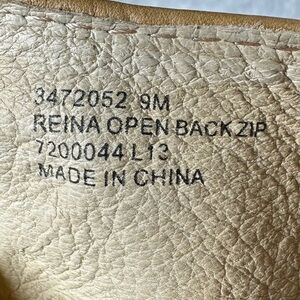 3472052 9M
REINA OPEN BACK ZIP
7200044 L13
MADE IN CHINA